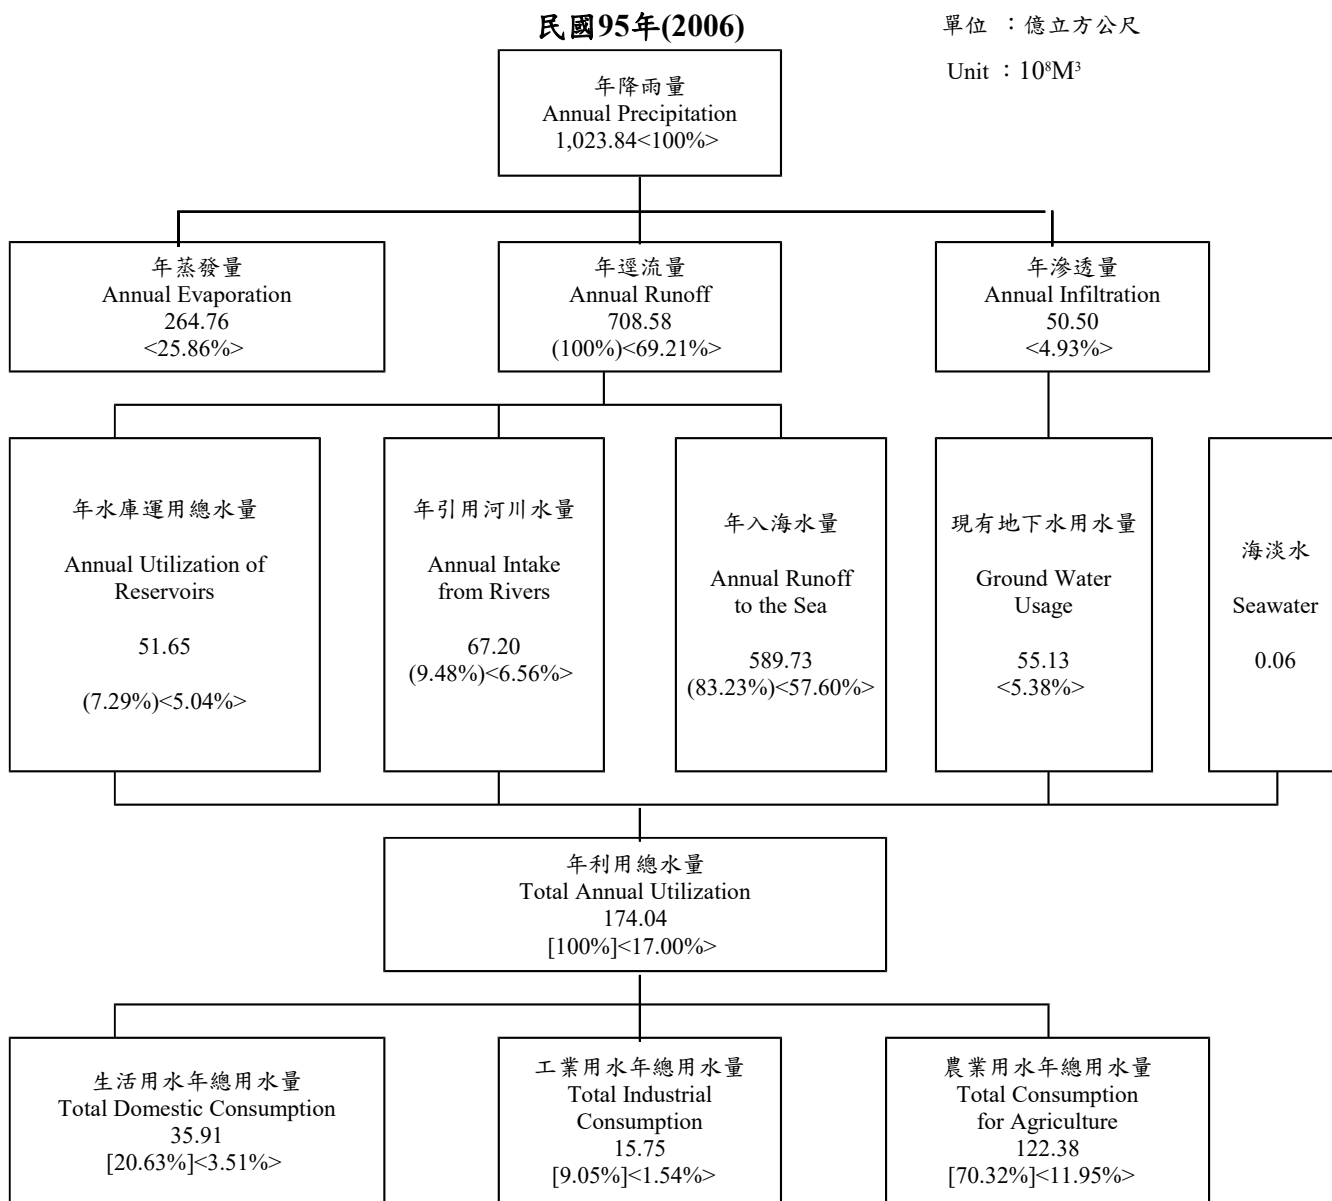 民國95年(2006)
單位 ：億立方公尺
Unit ：10⁸M³
年降雨量
Annual Precipitation
1,023.84<100%>
年蒸發量
Annual Evaporation
264.76
<25.86%>
年逕流量
Annual Runoff
708.58
(100%)<69.21%>
年滲透量
Annual Infiltration
50.50
<4.93%>
年水庫運用總水量
Annual Utilization of
Reservoirs
51.65
(7.29%)<5.04%>
年引用河川水量
Annual Intake
from Rivers
67.20
(9.48%)<6.56%>
年入海水量
Annual Runoff
to the Sea
589.73
(83.23%)<57.60%>
現有地下水用水量
Ground Water
Usage
55.13
<5.38%>
海淡水
Seawater
0.06
年利用總水量
Total Annual Utilization
174.04
[100%]<17.00%>
生活用水年總用水量
Total Domestic Consumption
35.91
[20.63%]<3.51%>
工業用水年總用水量
Total Industrial
Consumption
15.75
[9.05%]<1.54%>
農業用水年總用水量
Total Consumption
for Agriculture
122.38
[70.32%]<11.95%>